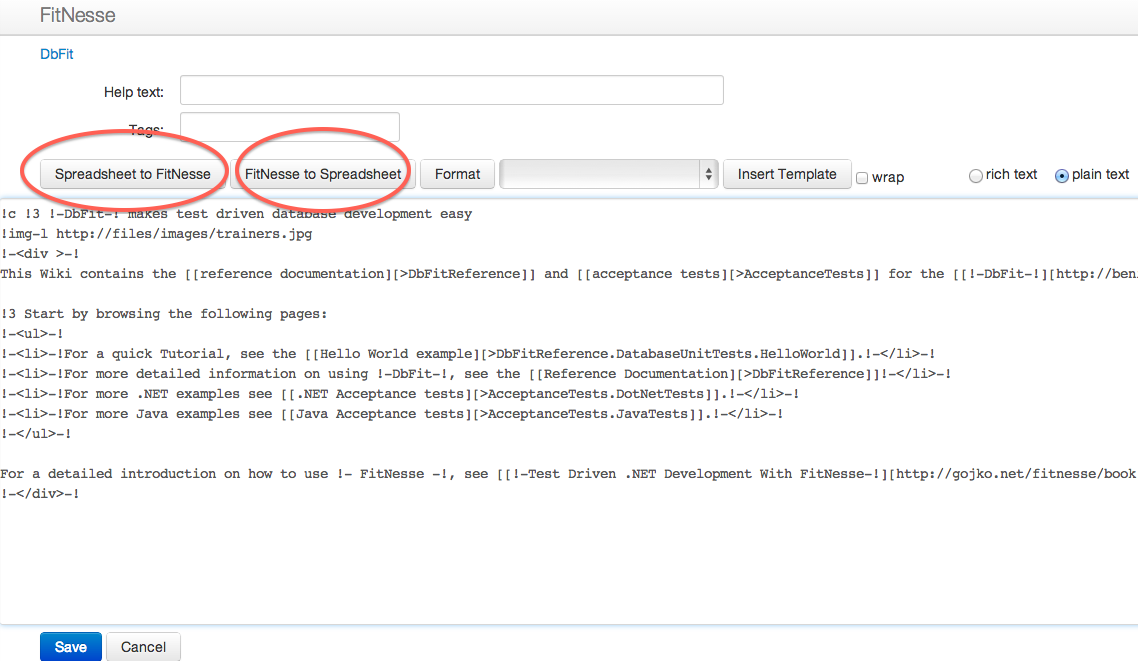 FitNesse
DbFit
Help text:
Tags:
Spreadsheet to FitNesse FitNesse to Spreadsheet Format Insert Template wrap rich text plain text
!c !3 !-DbFit-! makes test driven database development easy
!img-l http://files/images/trainers.jpg
!-<div >-!
This Wiki contains the [[reference documentation][>DbFitReference]] and [[acceptance tests][>AcceptanceTests]] for the [[!-DbFit-!][http://ben
!3 Start by browsing the following pages:
!-<ul>-!
!-<li>-!For a quick Tutorial, see the [[Hello World example][>DbFitReference.DatabaseUnitTests.HelloWorld]].!-</li>-!
!-<li>-!For more detailed information on using !-DbFit-!, see the [[Reference Documentation][>DbFitReference]]!-</li>-!
!-<li>-!For more .NET examples see [[.NET Acceptance tests][>AcceptanceTests.DotNetTests]].!-</li>-!
!-<li>-!For more Java examples see [[Java Acceptance tests][>AcceptanceTests.JavaTests]].!-</li>-!
!-</ul>-!
For a detailed introduction on how to use !- FitNesse -!, see [[!-Test Driven .NET Development With FitNesse-!][http://gojko.net/fitnesse/book
!-</div>-!
Save Cancel